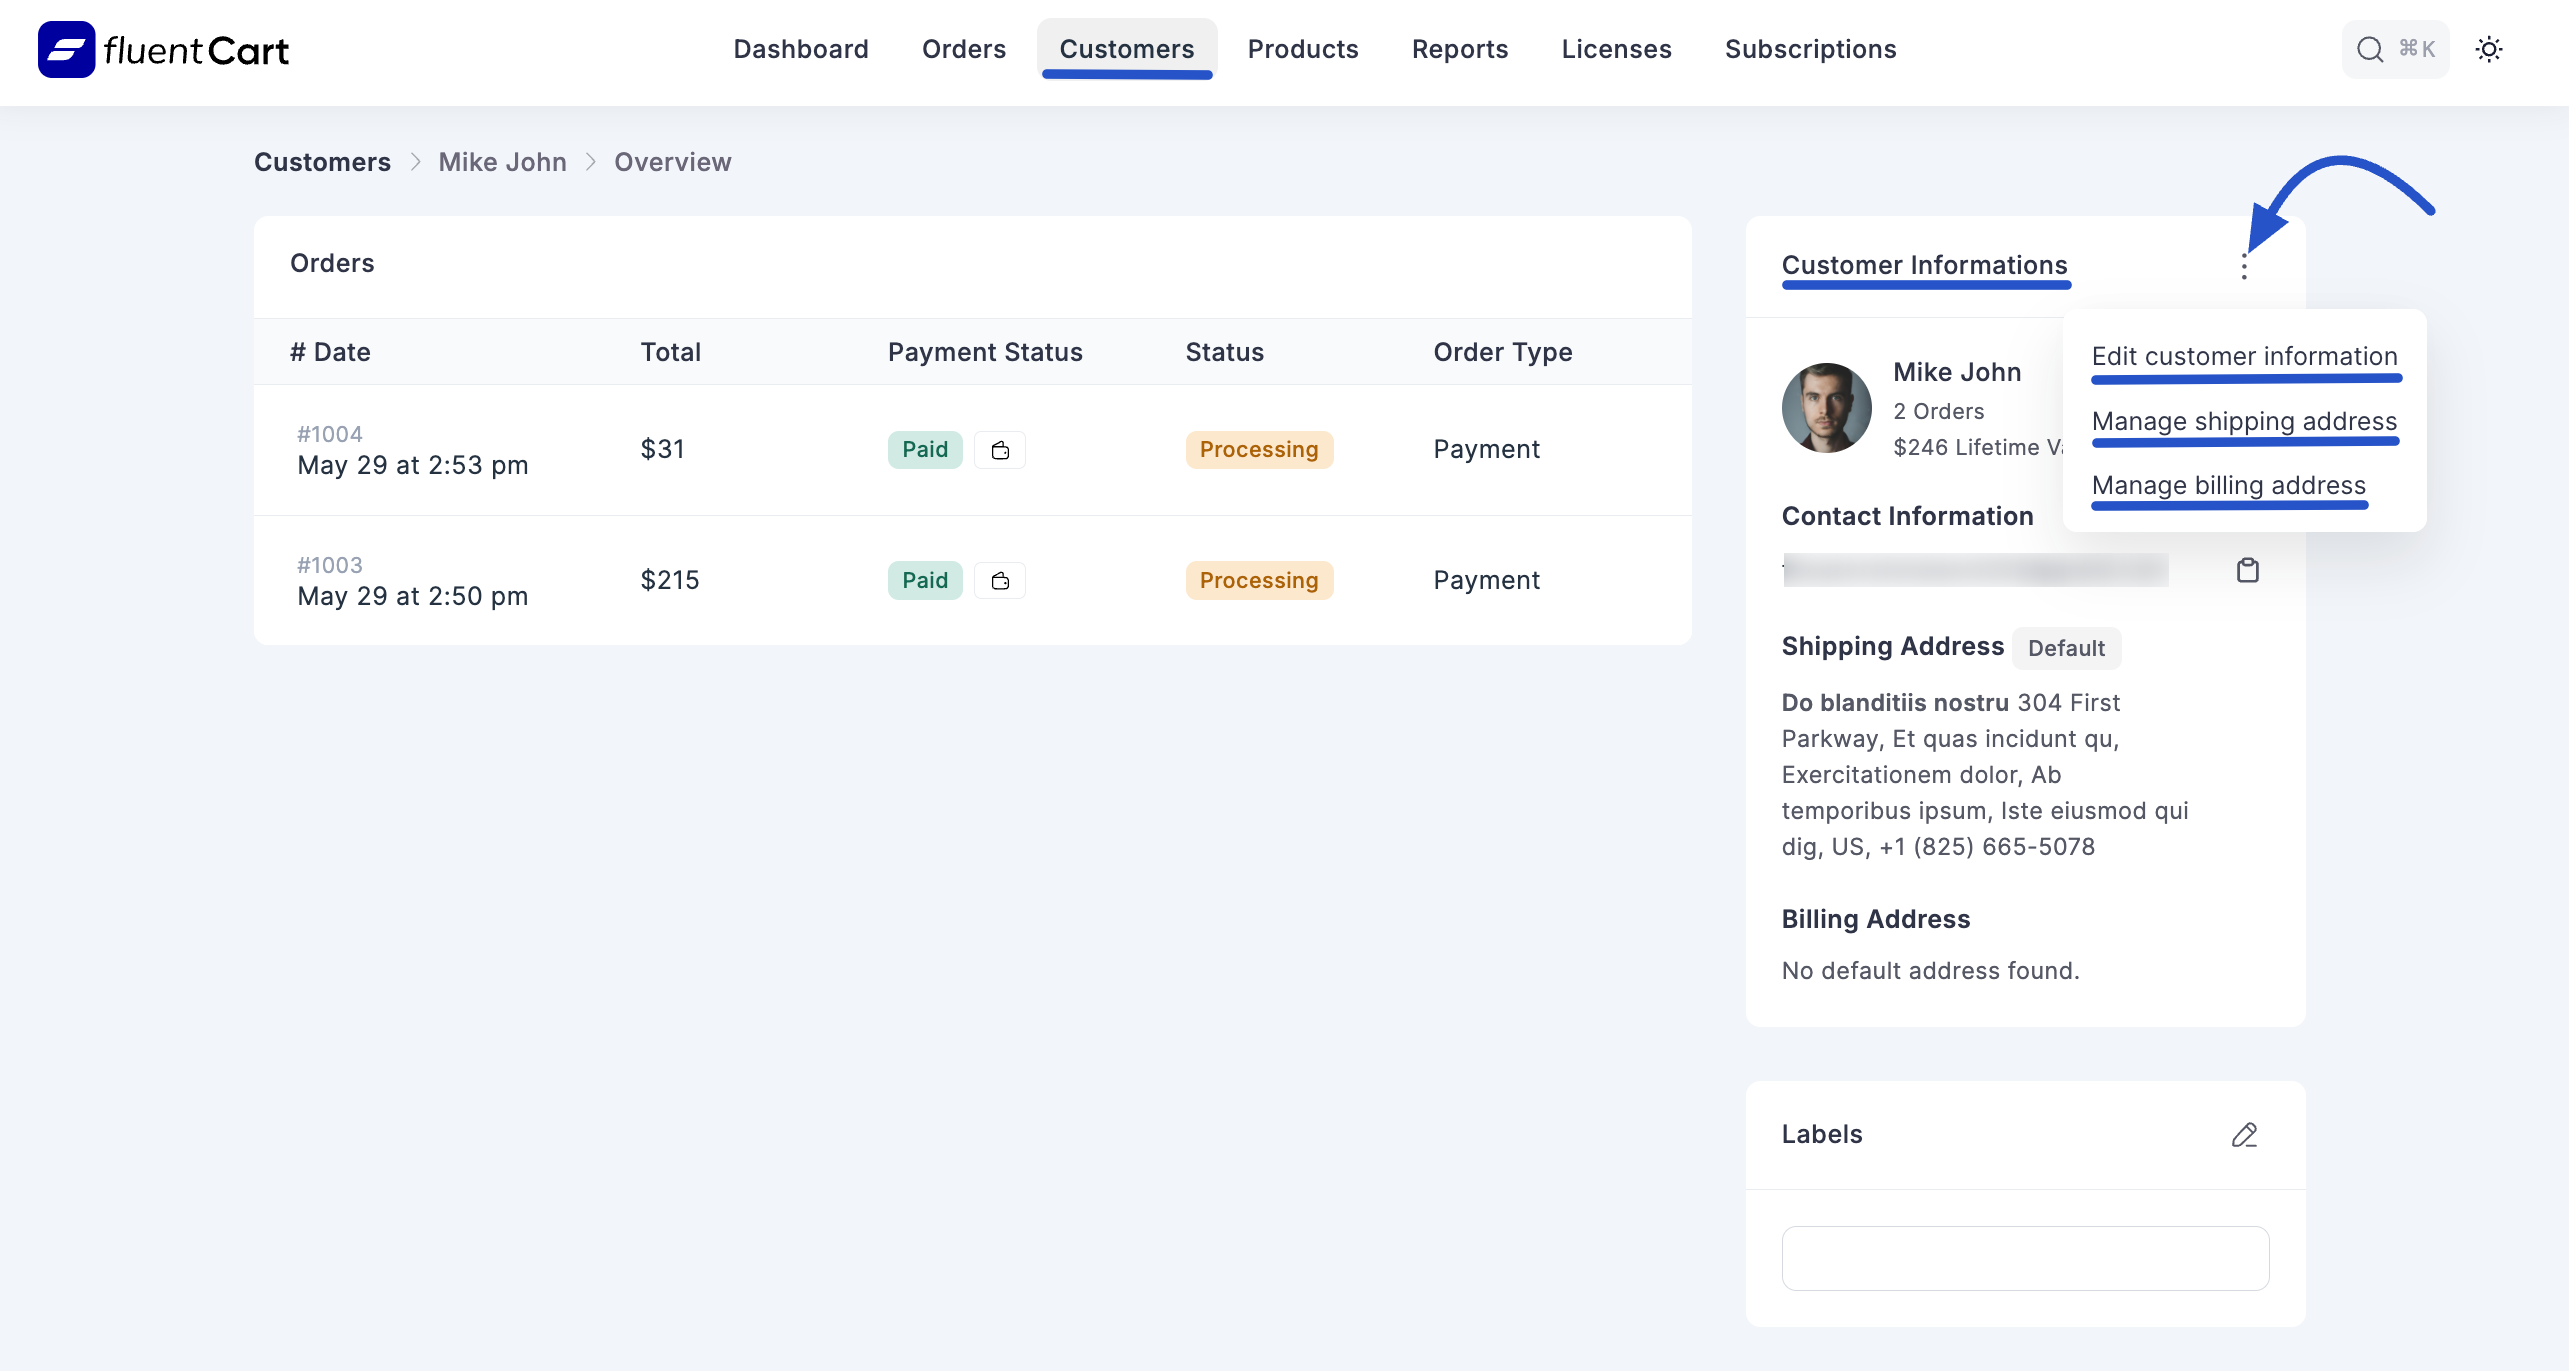 fluentCart
Dashboard
Orders
Customers
Products
Reports
Licenses
Subscriptions
⌘ K
Customers > Mike John > Overview
Orders
# Date
Total
Payment Status
Status
Order Type
#1004
May 29 at 2:53 pm
$31
Paid
Processing
Payment
#1003
May 29 at 2:50 pm
$215
Paid
Processing
Payment
Customer Informations
Edit customer information
Manage shipping address
Manage billing address
Mike John
2 Orders
$246 Lifetime
Contact Information
Shipping Address Default
Do blanditiis nostru 304 First
Parkway, Et quas incidunt qu,
Exercitationem dolor, Ab
temporibus ipsum, Iste eiusmod qui
dig, US, +1 (825) 665-5078
Billing Address
No default address found.
Labels